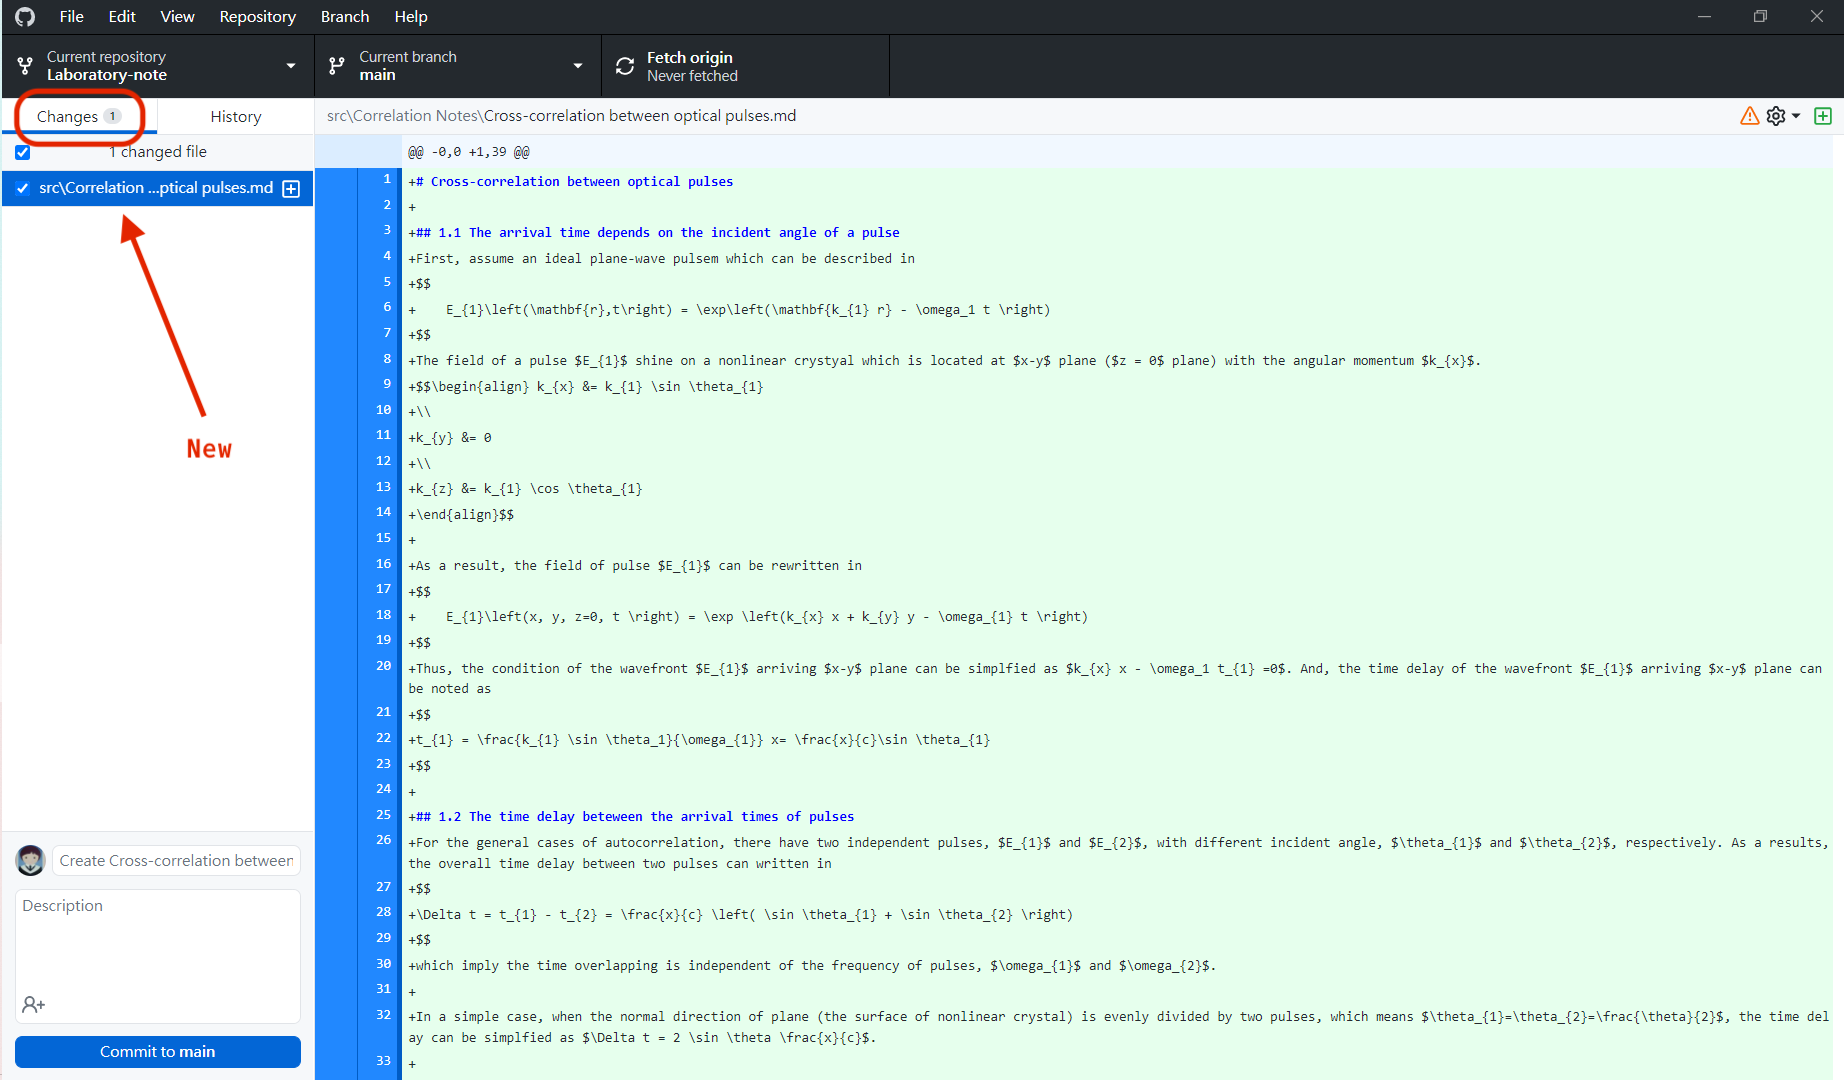 File Edit View Repository Branch Help
Current repository
Laboratory-note
Current branch
main
Fetch origin
Never fetched
Changes 1
History
src\Correlation Notes\Cross-correlation between optical pulses.md
1 changed file
src\Correlation ...ptical pulses.md
New
@@ -0,0 +1,39 @@
1 +# Cross-correlation between optical pulses
2 +
3 +## 1.1 The arrival time depends on the incident angle of a pulse
4 +First, assume an ideal plane-wave pulsem which can be described in
5 +$$
6 +    E_{1}\left(\mathbf{r},t\right) = \exp\left(\mathbf{k_{1} r} - \omega_1 t \right)
7 +$$
8 +The field of a pulse $E_{1}$ shine on a nonlinear crystyal which is located at $x-y$ plane ($z = 0$ plane) with the angular momentum $k_{x}$.
9 +$$\begin{align} k_{x} &= k_{1} \sin \theta_{1}
10 +\\
11 +k_{y} &= 0
12 +\\
13 +k_{z} &= k_{1} \cos \theta_{1}
14 +\end{align}$$
15 +
16 +As a result, the field of pulse $E_{1}$ can be rewritten in
17 +$$
18 +    E_{1}\left(x, y, z=0, t \right) = \exp \left(k_{x} x + k_{y} y - \omega_{1} t \right)
19 +$$
20 +Thus, the condition of the wavefront $E_{1}$ arriving $x-y$ plane can be simplfied as $k_{x} x - \omega_1 t_{1} =0$. And, the time delay of the wavefront $E_{1}$ arriving $x-y$ plane can
be noted as
21 +$$
22 +t_{1} = \frac{k_{1} \sin \theta_1}{\omega_{1}} x= \frac{x}{c}\sin \theta_{1}
23 +$$
24 +
25 +## 1.2 The time delay beteween the arrival times of pulses
26 +For the general cases of autocorrelation, there have two independent pulses, $E_{1}$ and $E_{2}$, with different incident angle, $\theta_{1}$ and $\theta_{2}$, respectively. As a results,
the overall time delay between two pulses can written in
27 +$$
28 +\Delta t = t_{1} - t_{2} = \frac{x}{c} \left( \sin \theta_{1} + \sin \theta_{2} \right)
29 +$$
30 +which imply the time overlapping is independent of the frequency of pulses, $\omega_{1}$ and $\omega_{2}$.
31 +
32 +In a simple case, when the normal direction of plane (the surface of nonlinear crystal) is evenly divided by two pulses, which means $\theta_{1}=\theta_{2}=\frac{\theta}{2}$, the time del
ay can be simplfied as $\Delta t = 2 \sin \theta \frac{x}{c}$.
33 +
Create Cross-correlation between
Description
Commit to main